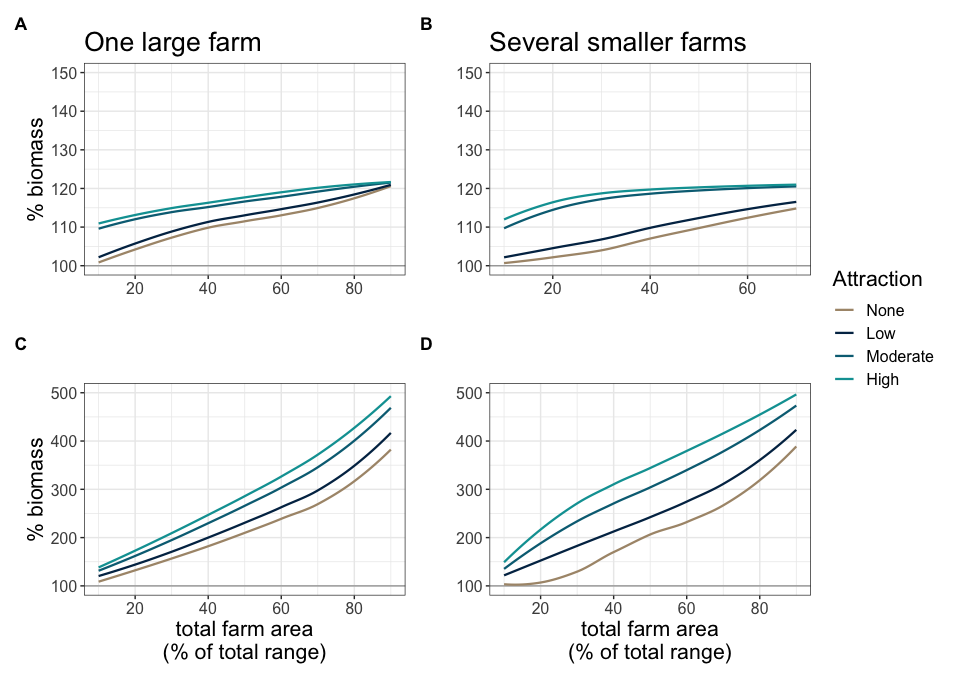 A
One large farm
% biomass
150
140
130
120
110
100
20 40 60 80
B
Several smaller farms
150
140
130
120
110
100
20 40 60
C
% biomass
500
400
300
200
100
20 40 60 80
total farm area
(% of total range)
D
500
400
300
200
100
20 40 60 80
total farm area
(% of total range)
Attraction
None
Low
Moderate
High